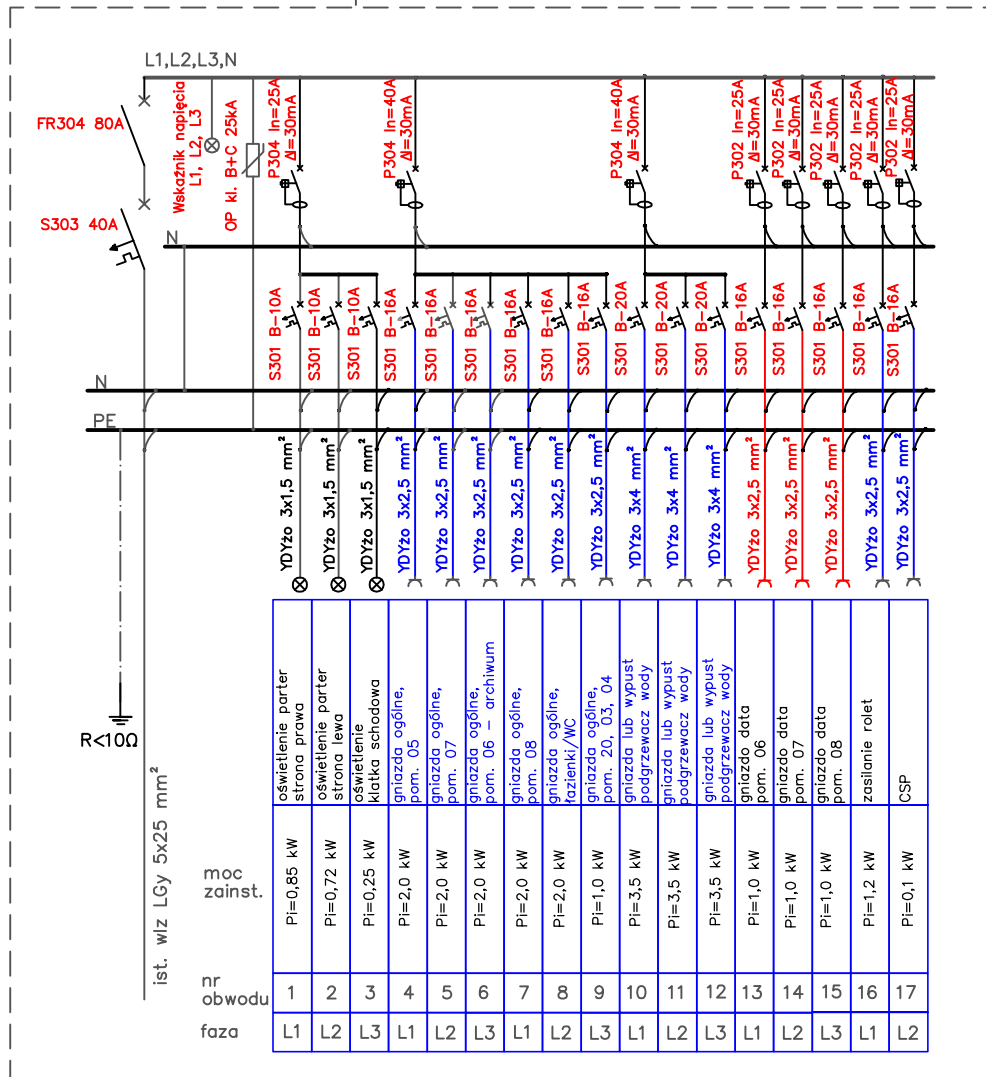 L1,L2,L3,N
FR304 80A
S303 40A
Wskaźnik napięcia
L1, L2, L3
OP kl. B+C 25kA
P304 In=25A
ΔI=30mA
P304 In=40A
ΔI=30mA
P304 In=40A
ΔI=30mA
P302 In=25A
ΔI=30mA
P302 In=25A
ΔI=30mA
P302 In=25A
ΔI=30mA
P302 In=25A
ΔI=30mA
P302 In=25A
ΔI=30mA
N
S301 B-10A
S301 B-10A
S301 B-10A
S301 B-16A
S301 B-16A
S301 B-16A
S301 B-16A
S301 B-16A
S301 B-16A
S301 B-20A
S301 B-20A
S301 B-20A
S301 B-16A
S301 B-16A
S301 B-16A
S301 B-16A
S301 B-16A
N
PE
YDYżo 3x1,5 mm²
YDYżo 3x1,5 mm²
YDYżo 3x1,5 mm²
YDYżo 3x2,5 mm²
YDYżo 3x2,5 mm²
YDYżo 3x2,5 mm²
YDYżo 3x2,5 mm²
YDYżo 3x2,5 mm²
YDYżo 3x2,5 mm²
YDYżo 3x4 mm²
YDYżo 3x4 mm²
YDYżo 3x4 mm²
YDYżo 3x2,5 mm²
YDYżo 3x2,5 mm²
YDYżo 3x2,5 mm²
YDYżo 3x2,5 mm²
YDYżo 3x2,5 mm²
R<10Ω
ist. wlz LGy 5x25 mm²
oświetlenie parter
strona prawa
oświetlenie parter
strona lewa
oświetlenie
klatka schodowa
gniazda ogólne,
pom. 05
gniazda ogólne,
pom. 07
gniazda ogólne,
pom. 06 - archiwum
gniazda ogólne,
pom. 08
gniazda ogólne,
łazienki/WC
gniazda ogólne,
pom. 20, 03, 04
gniazda lub wypust
podgrzewacz wody
gniazda lub wypust
podgrzewacz wody
gniazda lub wypust
podgrzewacz wody
gniazdo data
pom. 06
gniazdo data
pom. 07
gniazdo data
pom. 08
zasilanie rolet
CSP
moc
zainst.
Pi=0,85 kW
Pi=0,72 kW
Pi=0,25 kW
Pi=2,0 kW
Pi=2,0 kW
Pi=2,0 kW
Pi=2,0 kW
Pi=2,0 kW
Pi=1,0 kW
Pi=3,5 kW
Pi=3,5 kW
Pi=3,5 kW
Pi=1,0 kW
Pi=1,0 kW
Pi=1,0 kW
Pi=1,2 kW
Pi=0,1 kW
nr
obwodu
1 2 3 4 5 6 7 8 9 10 11 12 13 14 15 16 17
faza L1 L2 L3 L1 L2 L3 L1 L2 L3 L1 L2 L3 L1 L2 L3 L1 L2